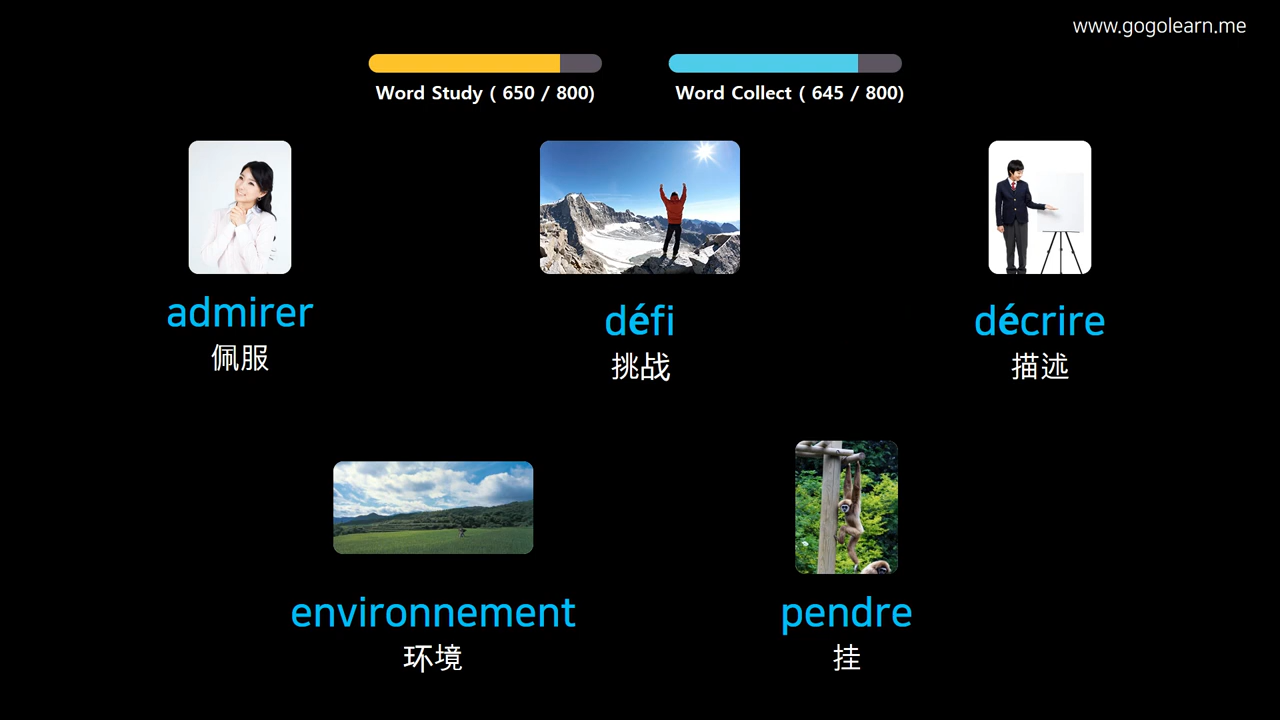 www.gogolearn.me
Word Study ( 650 / 800)
Word Collect ( 645 / 800)
admirer
佩服
défi
挑战
décrire
描述
environnement
环境
pendre
挂